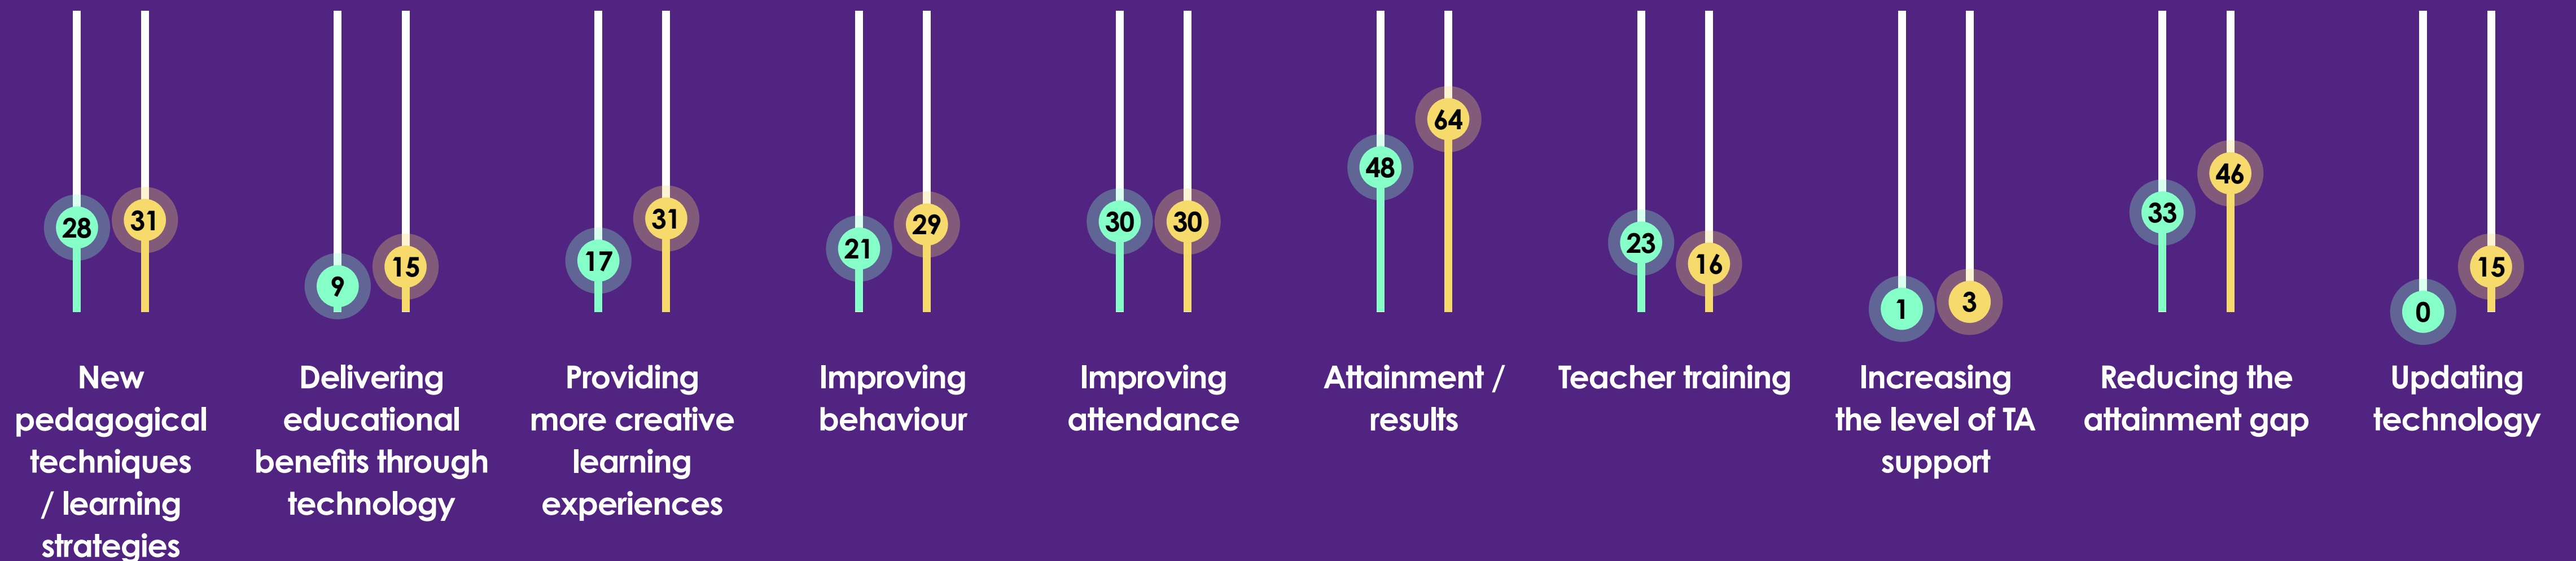 28
31
9
15
17
31
21
29
30
30
48
64
23
16
1
3
33
46
0
15
New
pedagogical
techniques
/ learning
strategies
Delivering
educational
benefits through
technology
Providing
more creative
learning
experiences
Improving
behaviour
Improving
attendance
Attainment /
results
Teacher training
Increasing
the level of TA
support
Reducing the
attainment gap
Updating
technology